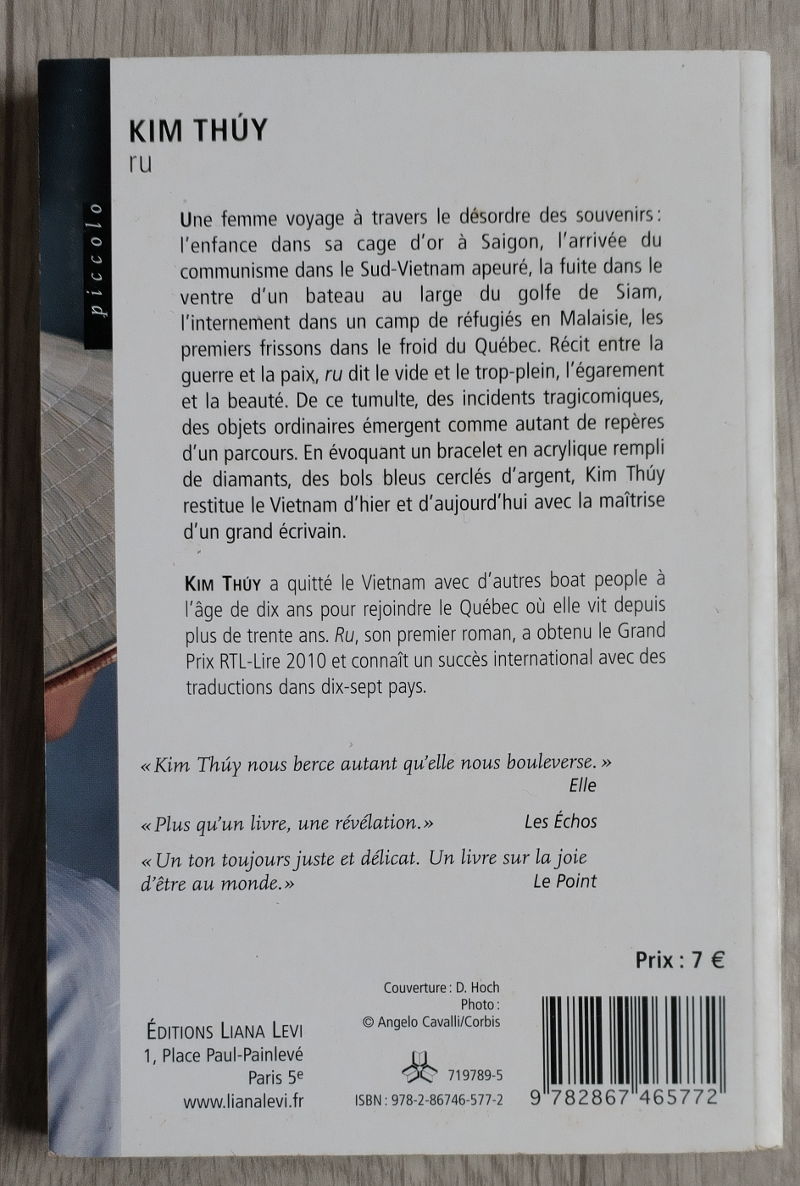 KIM THÚY
ru
piccolo
Une femme voyage à travers le désordre des souvenirs :
l'enfance dans sa cage d'or à Saigon, l'arrivée du
communisme dans le Sud-Vietnam apeuré, la fuite dans le
ventre d'un bateau au large du golfe de Siam,
l'internement dans un camp de réfugiés en Malaisie, les
premiers frissons dans le froid du Québec. Récit entre la
guerre et la paix, ru dit le vide et le trop-plein, l'égarement
et la beauté. De ce tumulte, des incidents tragicomiques,
des objets ordinaires émergent comme autant de repères
d'un parcours. En évoquant un bracelet en acrylique rempli
de diamants, des bols bleus cerclés d'argent, Kim Thúy
restitue le Vietnam d'hier et d'aujourd'hui avec la maîtrise
d'un grand écrivain.
KIM THÚY a quitté le Vietnam avec d'autres boat people à
l'âge de dix ans pour rejoindre le Québec où elle vit depuis
plus de trente ans. Ru, son premier roman, a obtenu le Grand
Prix RTL-Lire 2010 et connaît un succès international avec des
traductions dans dix-sept pays.
« Kim Thúy nous berce autant qu'elle nous bouleverse. »
Elle
« Plus qu'un livre, une révélation. » Les Échos
« Un ton toujours juste et délicat. Un livre sur la joie
d'être au monde. » Le Point
Prix : 7 €
Couverture : D. Hoch
Photo :
© Angelo Cavalli/Corbis
ÉDITIONS LIANA LEVI
1, Place Paul-Painlevé
Paris 5e
www.lianalevi.fr
719789-5
ISBN : 978-2-86746-577-2
9 782867 465772